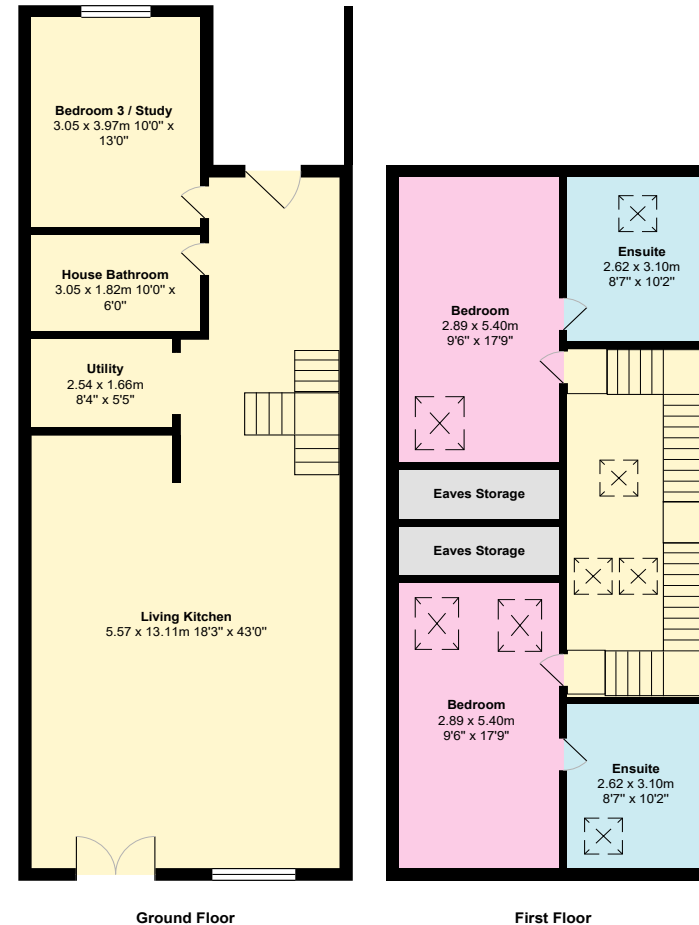 Bedroom 3 / Study
3.05 x 3.97m 10'0" x
13'0"
House Bathroom
3.05 x 1.82m 10'0" x
6'0"
Utility
2.54 x 1.66m
8'4" x 5'5"
Living Kitchen
5.57 x 13.11m 18'3" x 43'0"
Ground Floor
Bedroom
2.89 x 5.40m
9'6" x 17'9"
Ensuite
2.62 x 3.10m
8'7" x 10'2"
Eaves Storage
Eaves Storage
Bedroom
2.89 x 5.40m
9'6" x 17'9"
Ensuite
2.62 x 3.10m
8'7" x 10'2"
First Floor